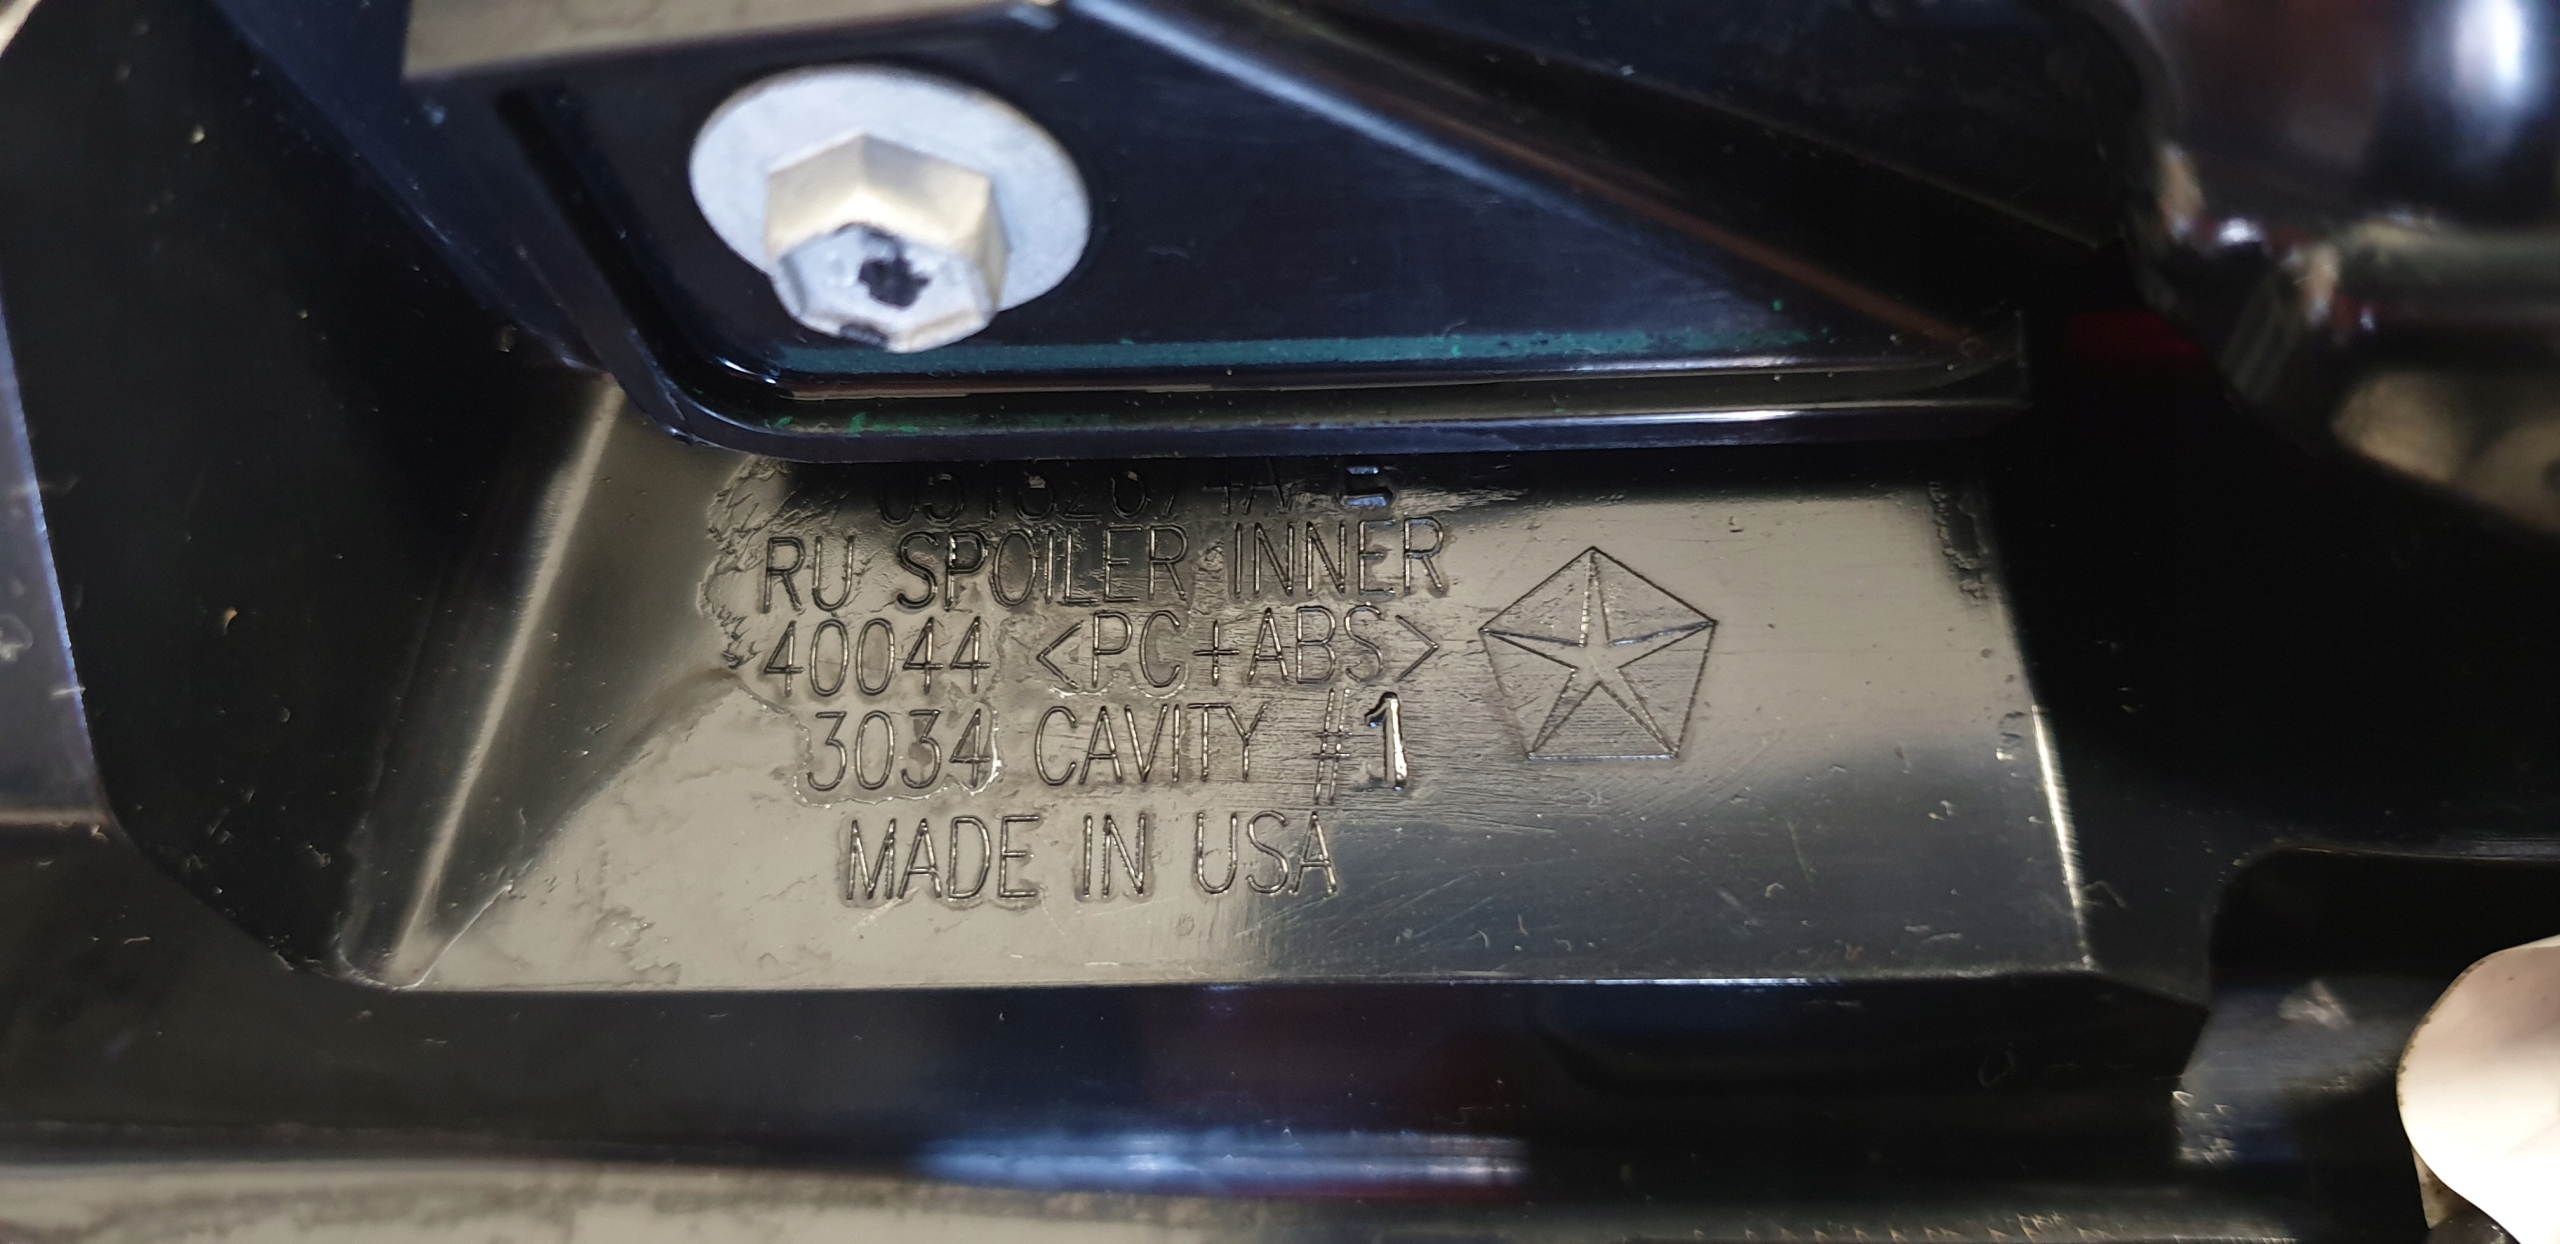 RU SPOILER INNER
40044 <PC+ABS>
3034 CAVITY #1
MADE IN USA